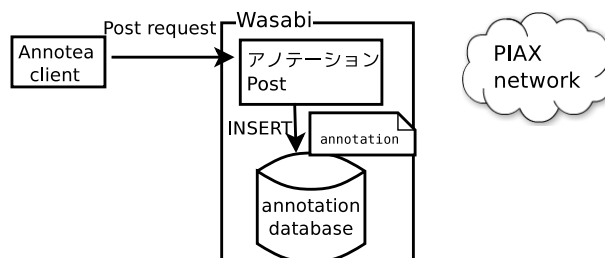 Wasabi
Post request
Annotea
client
アノテーション
Post
PIAX
network
INSERT
annotation
annotation
database